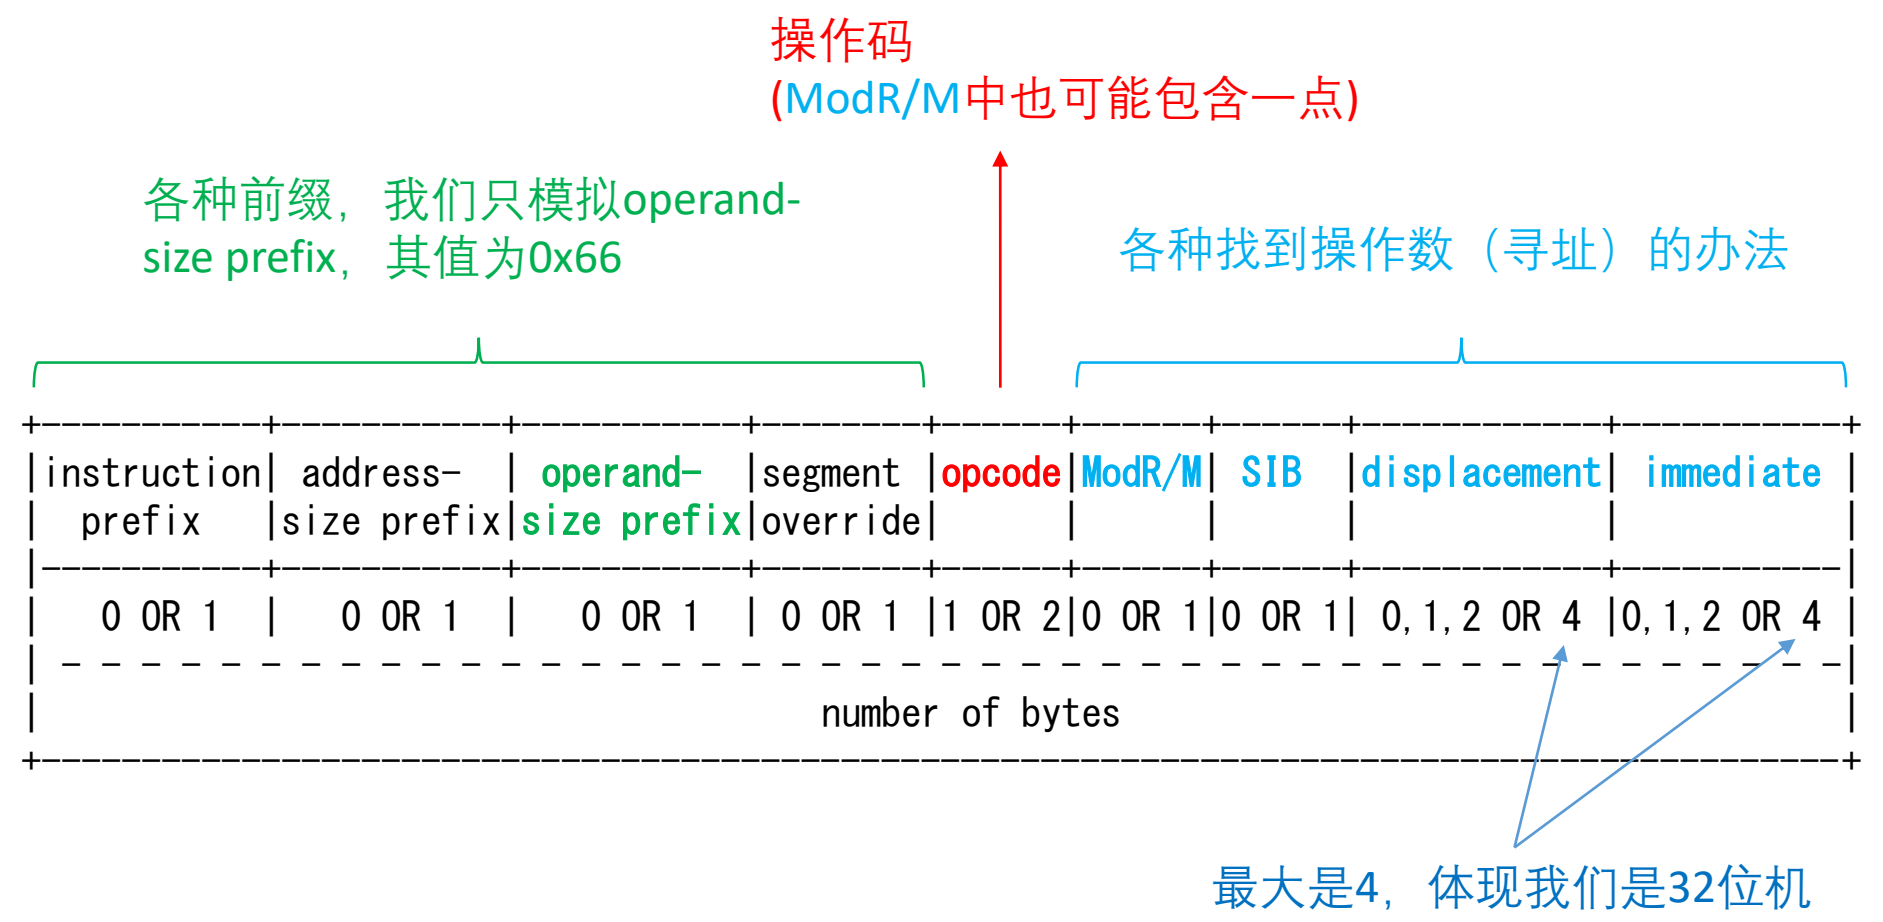 操作码
(ModR/M中也可能包含一点)
各种前缀，我们只模拟operand-
size prefix，其值为0x66
各种找到操作数（寻址）的办法
+-----------+-----------+-----------+--------+------+------+------+------------+-----------+
|instruction| address- | operand- |segment |opcode|ModR/M| SIB |displacement| immediate |
| prefix |size prefix|size prefix|override| | | | | |
|-----------+-----------+-----------+--------+------+------+------+------------+-----------|
| 0 OR 1 | 0 OR 1 | 0 OR 1 | 0 OR 1 |1 OR 2|0 OR 1|0 OR 1| 0,1,2 OR 4 |0,1,2 OR 4 |
| - - - - - - - - - - - - - - - - - - - - - - - - - - - - - - - - - - - - - - - - - - - - -|
| number of bytes |
+------------------------------------------------------------------------------------------+
最大是4，体现我们是32位机